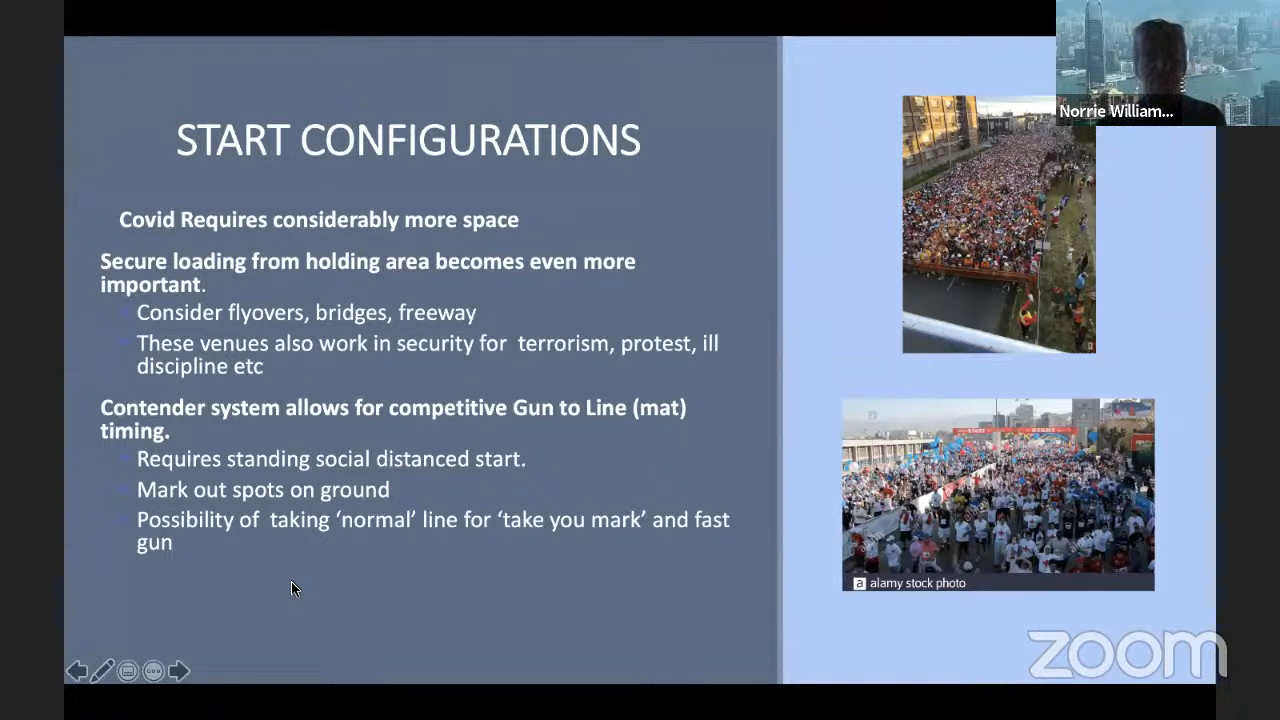 Norrie William...
START CONFIGURATIONS
Covid Requires considerably more space
Secure loading from holding area becomes even more
important.
Consider flyovers, bridges, freeway
These venues also work in security for terrorism, protest, ill
discipline etc
Contender system allows for competitive Gun to Line (mat)
timing.
Requires standing social distanced start.
Mark out spots on ground
Possibility of taking ‘normal’ line for ‘take you mark’ and fast
gun
START START
a alamy stock photo
zoom